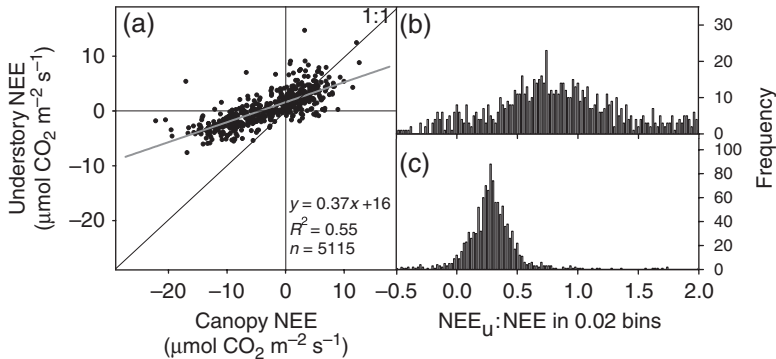 (a)
1:1
Understory NEE
(μmol CO₂ m⁻² s⁻¹)
10
0
−10
−20
y = 0.37x +16
R² = 0.55
n = 5115
−20
−10
0
10
Canopy NEE
(μmol CO₂ m⁻² s⁻¹)
(b)
30
20
10
0
(c)
100
80
60
40
20
0
Frequency
−0.5
0.0
0.5
1.0
1.5
2.0
NEEu:NEE in 0.02 bins